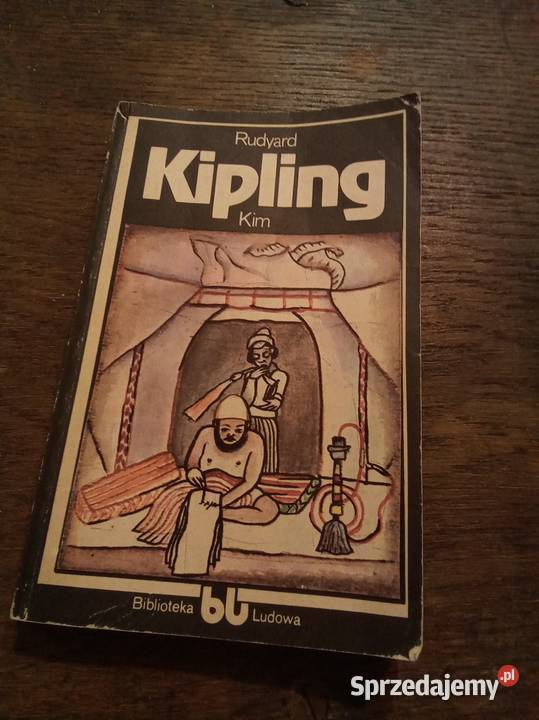 Rudyard
Kipling
Kim
Biblioteka bL Ludowa
Sprzedajemy.pl